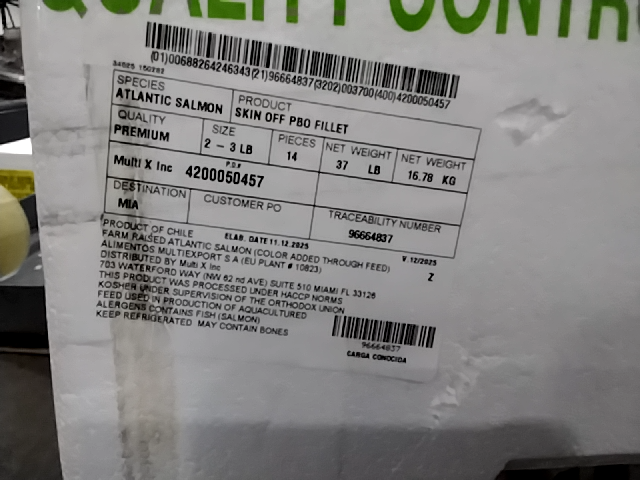 QUALITY CONTRO
(01)00688264246343(21)96664837(3202)003700(400)4200050457
34825 160292
SPECIES
ATLANTIC SALMON
PRODUCT
SKIN OFF PBO FILLET
QUALITY
PREMIUM
SIZE
2 - 3 LB
PIECES
14
NET WEIGHT
37 LB
NET WEIGHT
16.78 KG
Multi X Inc
P.O#
4200050457
DESTINATION
MIA
CUSTOMER PO
TRACEABILITY NUMBER
96664837
PRODUCT OF CHILE
ELAB. DATE 11.12.2025
V.12/2025
FARM RAISED ATLANTIC SALMON (COLOR ADDED THROUGH FEED)
Z
ALIMENTOS MULTIEXPORT S A (EU PLANT # 10623)
DISTRIBUTED BY Multi X Inc
703 WATERFORD WAY (NW 62 nd AVE) SUITE 510 MIAMI FL 33126
THIS PRODUCT WAS PROCESSED UNDER HACCP NORMS
KOSHER UNDER SUPERVISION OF THE ORTHODOX UNION
FEED USED IN PRODUCTION OF AQUACULTURED
ALERGENS CONTAINS FISH (SALMON)
KEEP REFRIGERATED MAY CONTAIN BONES
96664837
CARGA CONOCIDA